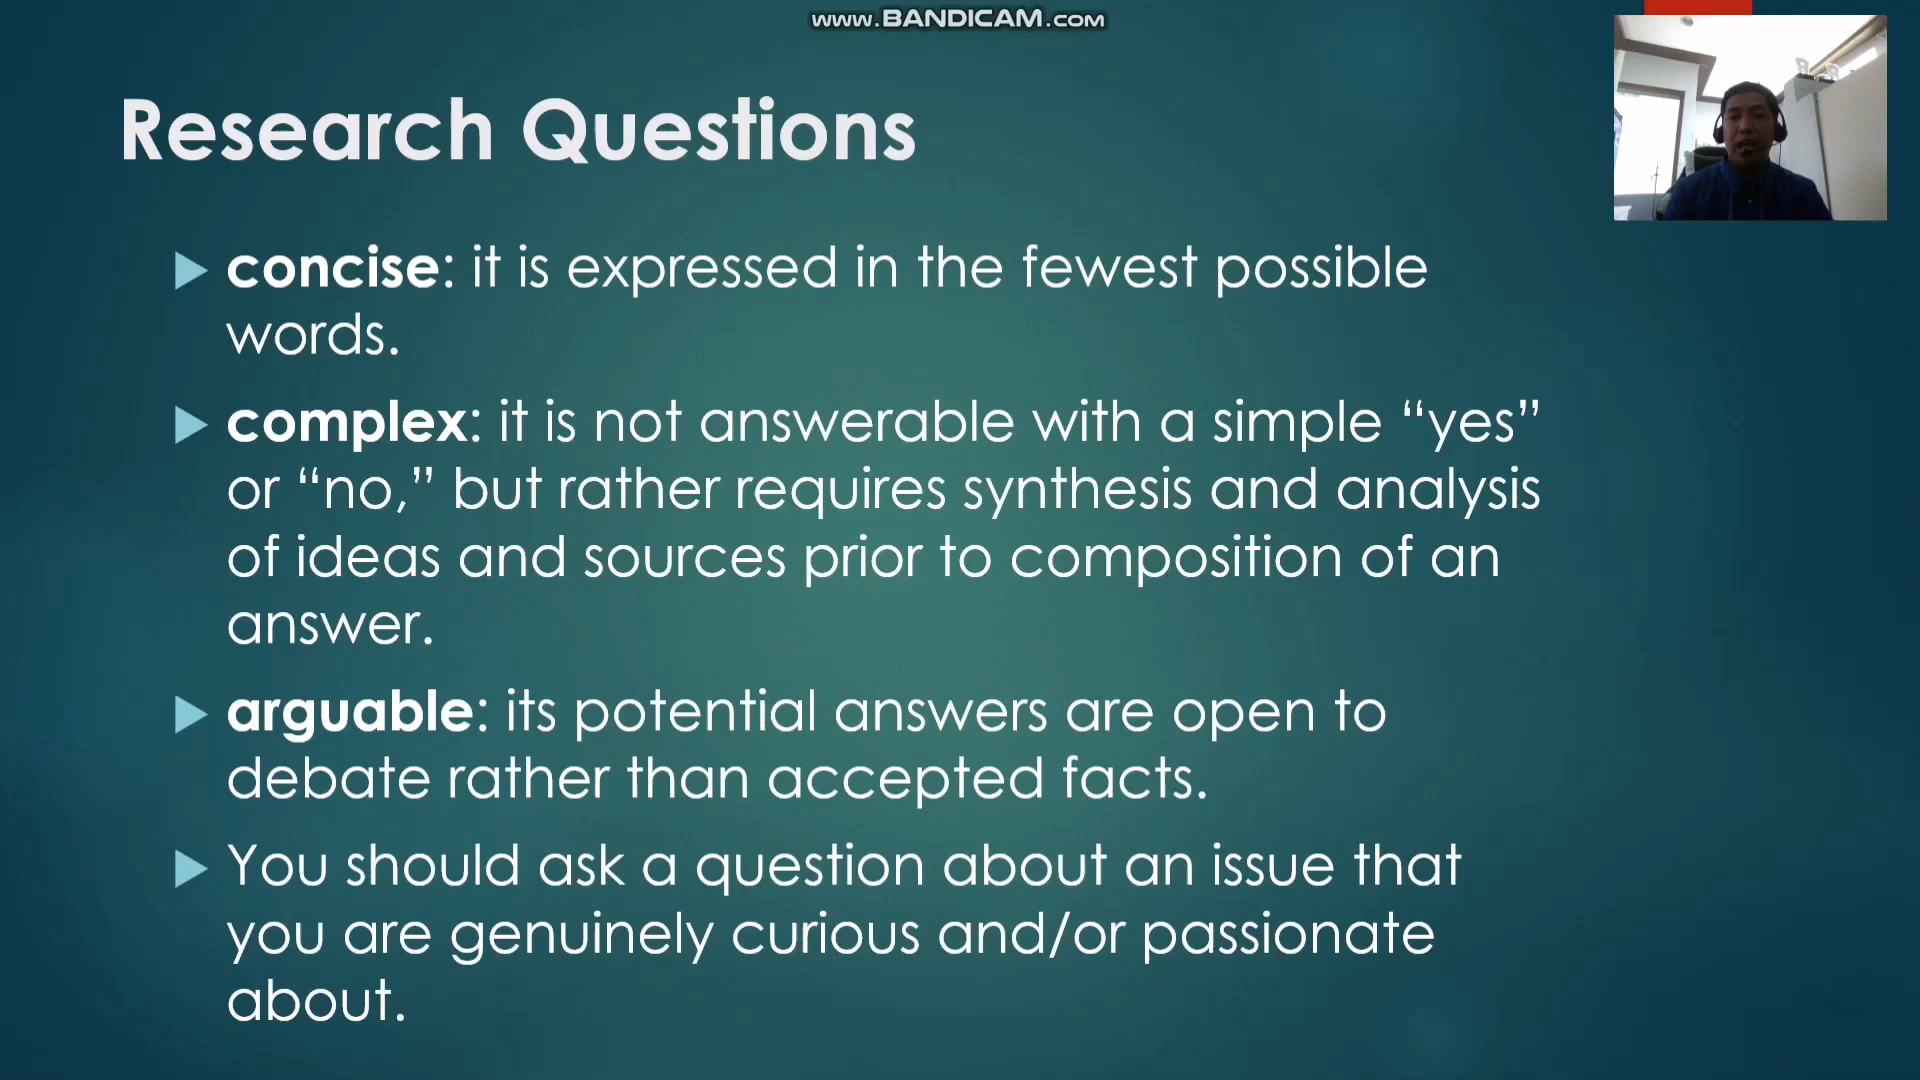 www.BANDICAM.com
Research Questions
concise: it is expressed in the fewest possible
words.
complex: it is not answerable with a simple “yes”
or “no,” but rather requires synthesis and analysis
of ideas and sources prior to composition of an
answer.
arguable: its potential answers are open to
debate rather than accepted facts.
You should ask a question about an issue that
you are genuinely curious and/or passionate
about.